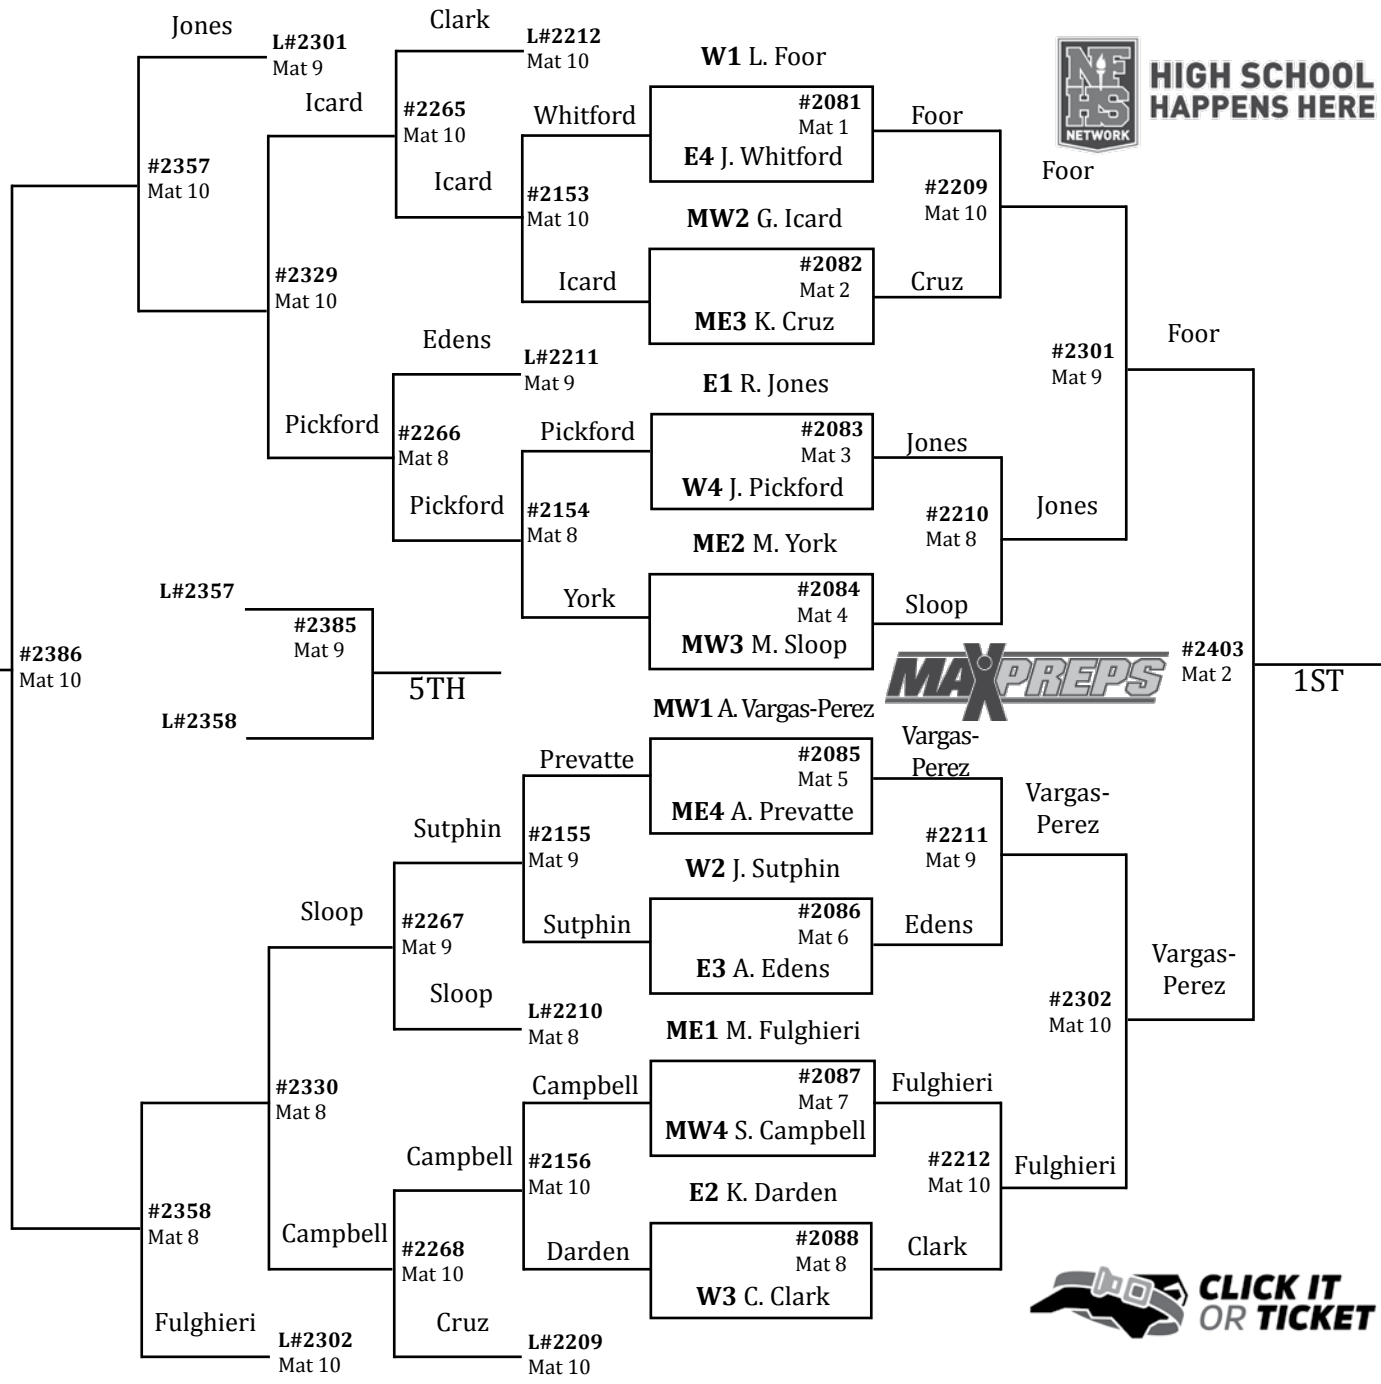 Jones
L#2301
Mat 9
Clark
L#2212
Mat 10
Icard
#2265
Mat 10
#2357
Mat 10
Icard
#2329
Mat 10
Edens
L#2211
Mat 9
Pickford
#2266
Mat 8
Pickford
Whitford
#2153
Mat 10
Icard
Pickford
#2154
Mat 8
York
W1 L. Foor
#2081
Mat 1
E4 J. Whitford
MW2 G. Icard
#2082
Mat 2
ME3 K. Cruz
E1 R. Jones
#2083
Mat 3
W4 J. Pickford
ME2 M. York
#2084
Mat 4
MW3 M. Sloop
Foor
#2209
Mat 10
Cruz
Foor
Jones
#2210
Mat 8
Sloop
Jones
#2301
Mat 9
Foor
NFHS
NETWORK
HIGH SCHOOL
HAPPENS HERE
L#2357
#2385
Mat 9
5TH
L#2358
#2386
Mat 10
MAXPREPS
#2403
Mat 2
1ST
MW1 A. Vargas-Perez
#2085
Mat 5
ME4 A. Prevatte
W2 J. Sutphin
#2086
Mat 6
E3 A. Edens
ME1 M. Fulghieri
#2087
Mat 7
MW4 S. Campbell
E2 K. Darden
#2088
Mat 8
W3 C. Clark
Prevatte
#2155
Mat 9
Sutphin
Sutphin
#2267
Mat 9
Sloop
L#2210
Mat 8
Sloop
#2330
Mat 8
Campbell
#2156
Mat 10
Darden
Campbell
#2268
Mat 10
Cruz
L#2209
Mat 10
Campbell
#2358
Mat 8
Fulghieri
L#2302
Mat 10
Vargas-
Perez
#2211
Mat 9
Edens
Vargas-
Perez
Fulghieri
#2212
Mat 10
Clark
Fulghieri
#2302
Mat 10
Vargas-
Perez
CLICK IT
OR TICKET